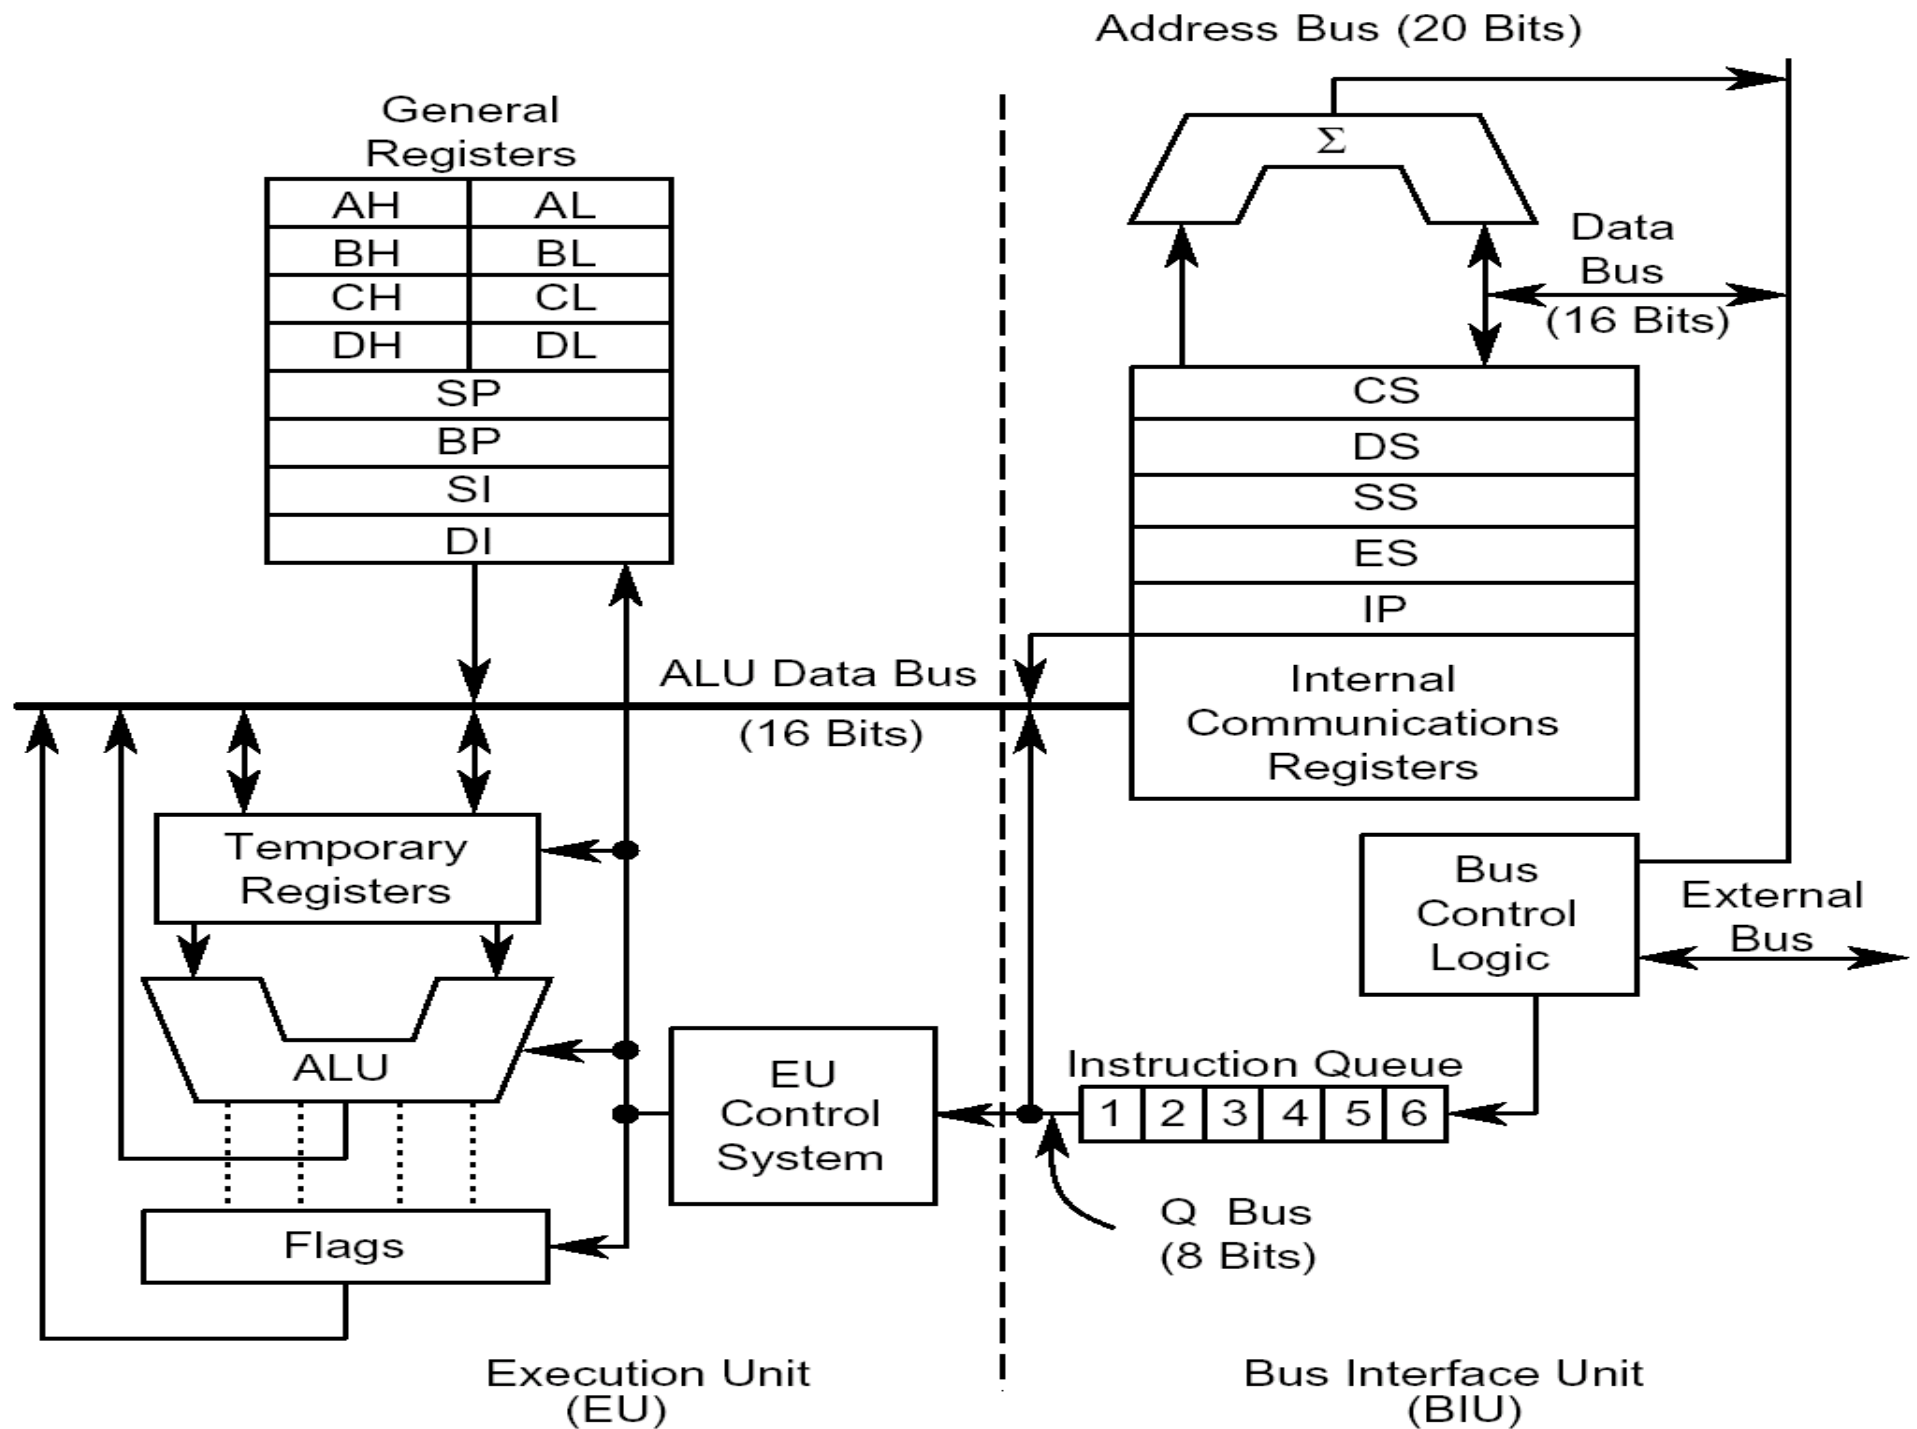 Address Bus (20 Bits)
General
Registers
AH AL
BH BL
CH CL
DH DL
SP
BP
SI
DI
Σ
Data
Bus
(16 Bits)
CS
DS
SS
ES
IP
Internal
Communications
Registers
ALU Data Bus
(16 Bits)
Temporary
Registers
ALU
Flags
EU
Control
System
Bus
Control
Logic
External
Bus
Instruction Queue
1 2 3 4 5 6
Q Bus
(8 Bits)
Execution Unit
(EU)
Bus Interface Unit
(BIU)